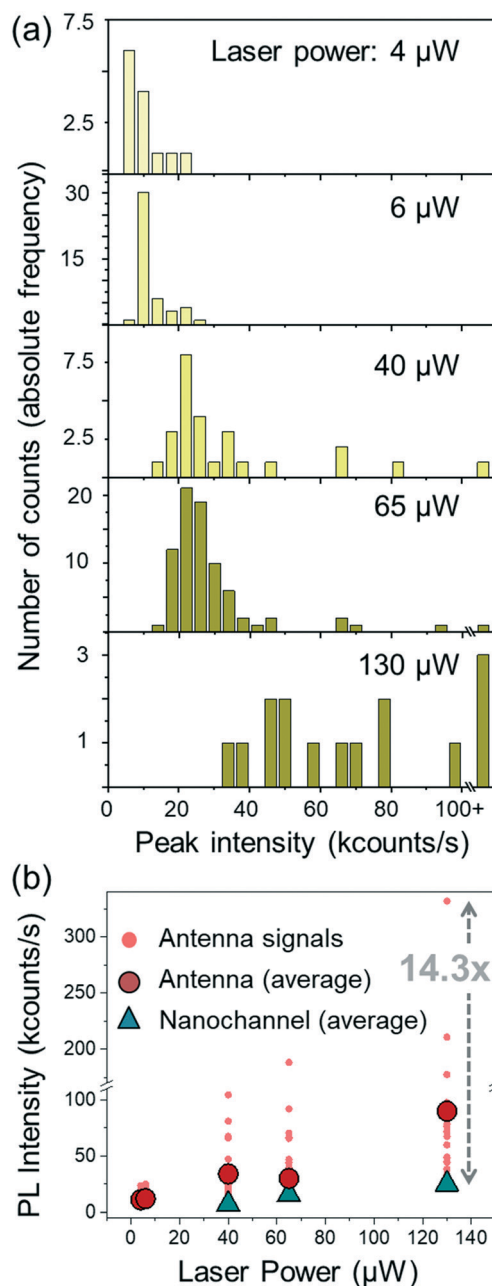 (a)
Laser power: 4 µW
7.5
5
2.5
6 µW
30
15
40 µW
7.5
2.5
65 µW
20
10
130 µW
3
1
Number of counts (absolute frequency)
0 20 40 60 80 100+
Peak intensity (kcounts/s)
(b)
Antenna signals
Antenna (average)
Nanochannel (average)
14.3x
300
250
200
100
50
0
PL Intensity (kcounts/s)
0 20 40 60 80 100 120 140
Laser Power (µW)